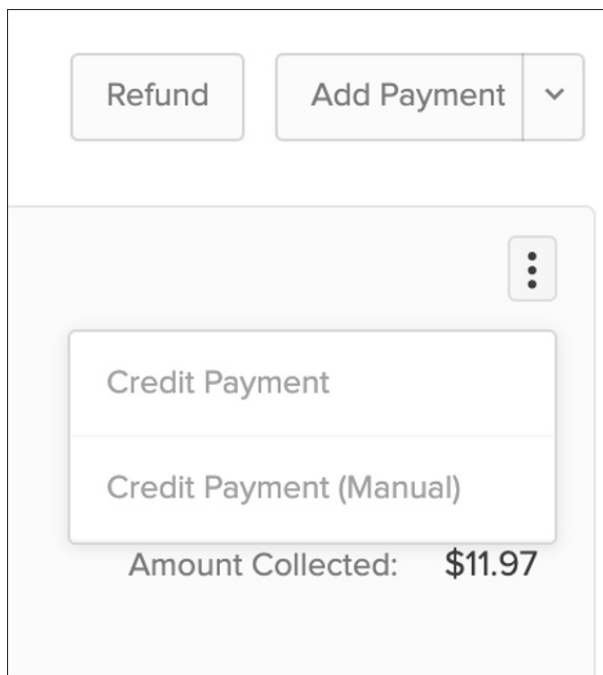 Refund
Add Payment
Credit Payment
Credit Payment (Manual)
Amount Collected: $11.97